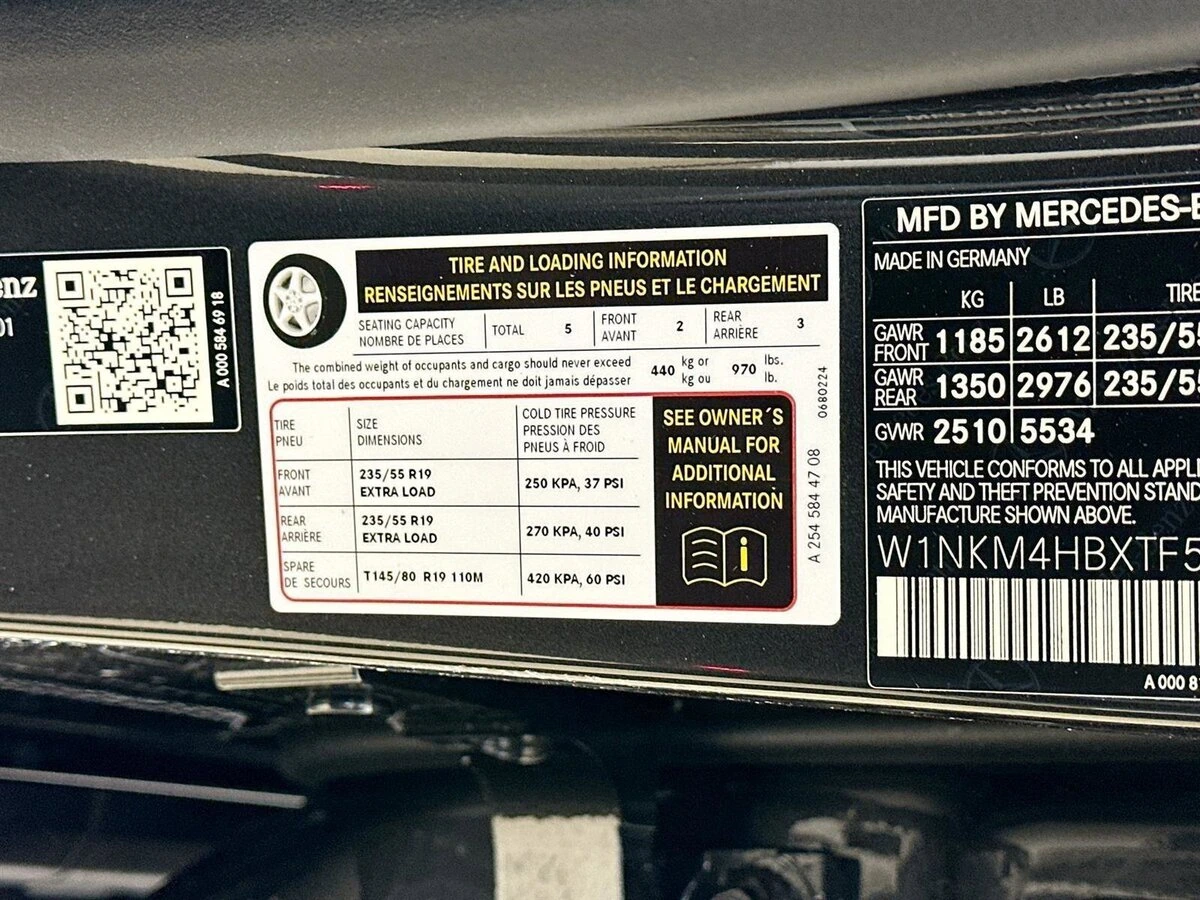 enz
01
A 000 584 69 18
TIRE AND LOADING INFORMATION
RENSEIGNEMENTS SUR LES PNEUS ET LE CHARGEMENT
SEATING CAPACITY
NOMBRE DE PLACES
TOTAL 5
FRONT
AVANT
2
REAR
ARRIÈRE
3
The combined weight of occupants and cargo should never exceed
Le poids total des occupants et du chargement ne doit jamais dépasser
440
kg or
kg ou
970
lbs.
lb.
TIRE
PNEU
SIZE
DIMENSIONS
COLD TIRE PRESSURE
PRESSION DES
PNEUS À FROID
FRONT
AVANT
235/55 R19
EXTRA LOAD
250 KPA, 37 PSI
REAR
ARRIÈRE
235/55 R19
EXTRA LOAD
270 KPA, 40 PSI
SPARE
DE SECOURS
T145/80 R19 110M
420 KPA, 60 PSI
SEE OWNER´S
MANUAL FOR
ADDITIONAL
INFORMATION
A 254 584 47 08
0680224
MFD BY MERCEDES-B
MADE IN GERMANY
KG LB TIRE
GAWR
FRONT
1185 2612 235/55
GAWR
REAR
1350 2976 235/55
GVWR 2510 5534
THIS VEHICLE CONFORMS TO ALL APPLI
SAFETY AND THEFT PREVENTION STAND
MANUFACTURE SHOWN ABOVE.
W1NKM4HBXTF5
A 000 81